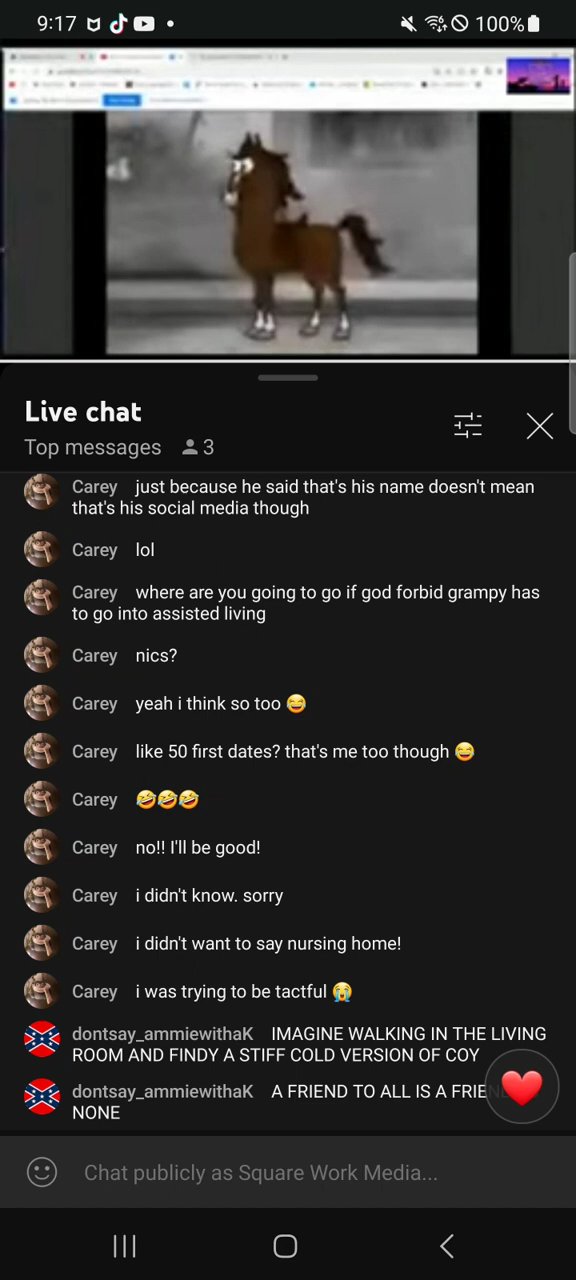 9:17
100%
Live chat
Top messages 3
Carey just because he said that's his name doesn't mean
that's his social media though
Carey lol
Carey where are you going to go if god forbid grampy has
to go into assisted living
Carey nics?
Carey yeah i think so too 😂
Carey like 50 first dates? that's me too though 😂
Carey 🤣🤣🤣
Carey no!! I'll be good!
Carey i didn't know. sorry
Carey i didn't want to say nursing home!
Carey i was trying to be tactful 😭
dontsay_ammiewithaK IMAGINE WALKING IN THE LIVING
ROOM AND FINDY A STIFF COLD VERSION OF COY
dontsay_ammiewithaK A FRIEND TO ALL IS A FRIE
NONE
Chat publicly as Square Work Media...